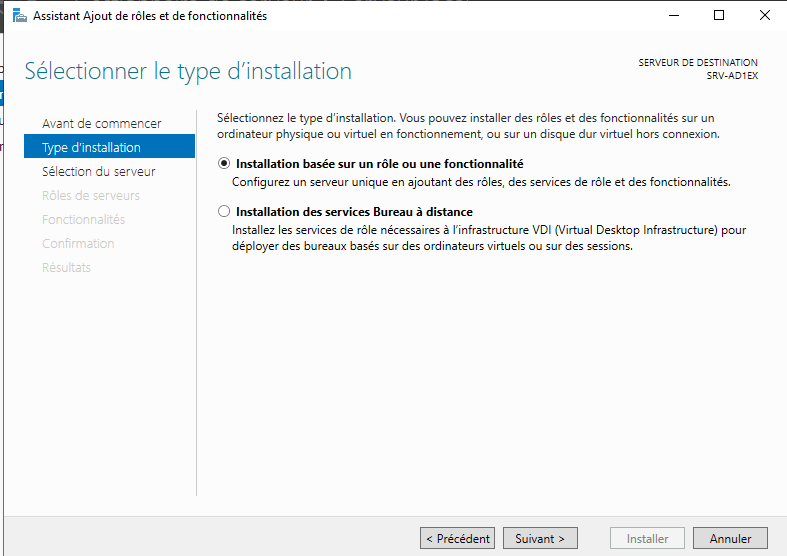 Assistant Ajout de rôles et de fonctionnalités
Sélectionner le type d’installation
SERVEUR DE DESTINATION
SRV-AD1EX
Avant de commencer
Type d’installation
Sélection du serveur
Rôles de serveurs
Fonctionnalités
Confirmation
Résultats
Sélectionnez le type d’installation. Vous pouvez installer des rôles et des fonctionnalités sur un
ordinateur physique ou virtuel en fonctionnement, ou sur un disque dur virtuel hors connexion.
Installation basée sur un rôle ou une fonctionnalité
Configurez un serveur unique en ajoutant des rôles, des services de rôle et des fonctionnalités.
Installation des services Bureau à distance
Installez les services de rôle nécessaires à l’infrastructure VDI (Virtual Desktop Infrastructure) pour
déployer des bureaux basés sur des ordinateurs virtuels ou sur des sessions.
< Précédent
Suivant >
Installer
Annuler